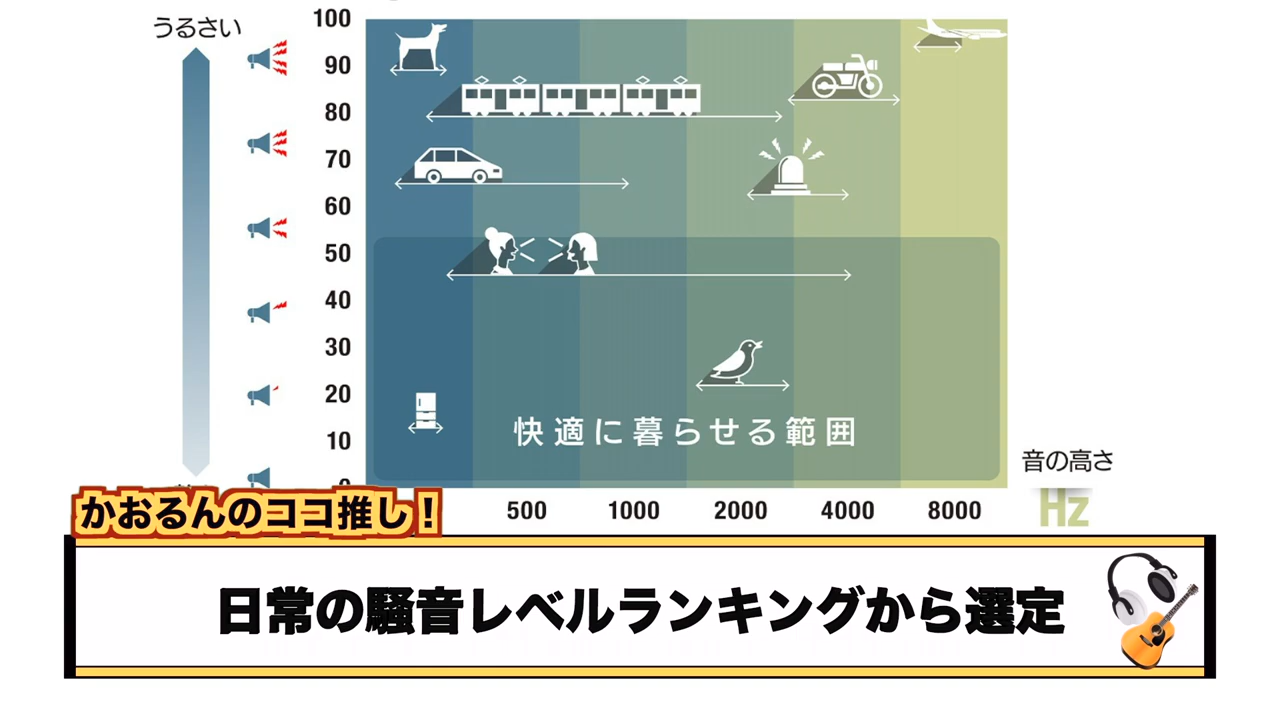 うるさい
100
90
80
70
60
50
40
30
20
10
快適に暮らせる範囲
音の高さ
Hz
500 1000 2000 4000 8000
かおるんのココ推し！
日常の騒音レベルランキングから選定